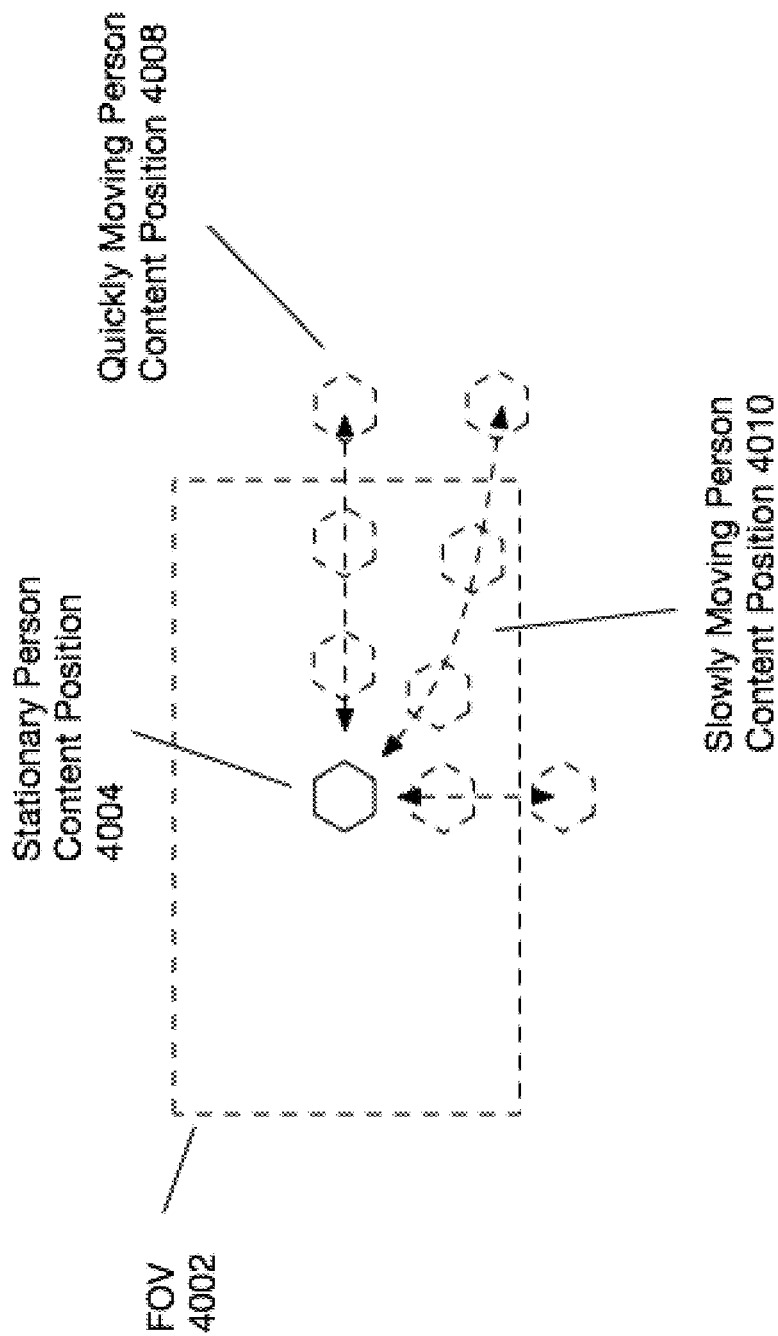 FOV
4002
Stationary Person
Content Position
4004
Quickly Moving Person
Content Position 4008
Slowly Moving Person
Content Position 4010